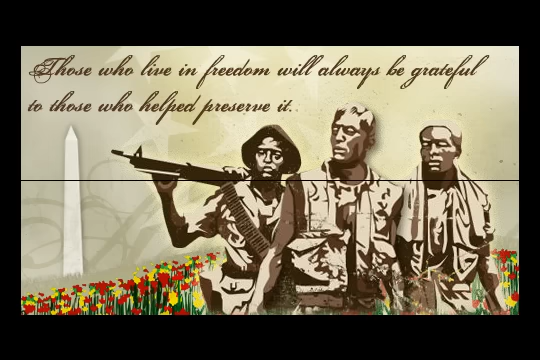 Those who live in freedom will always be grateful
to those who helped preserve it.